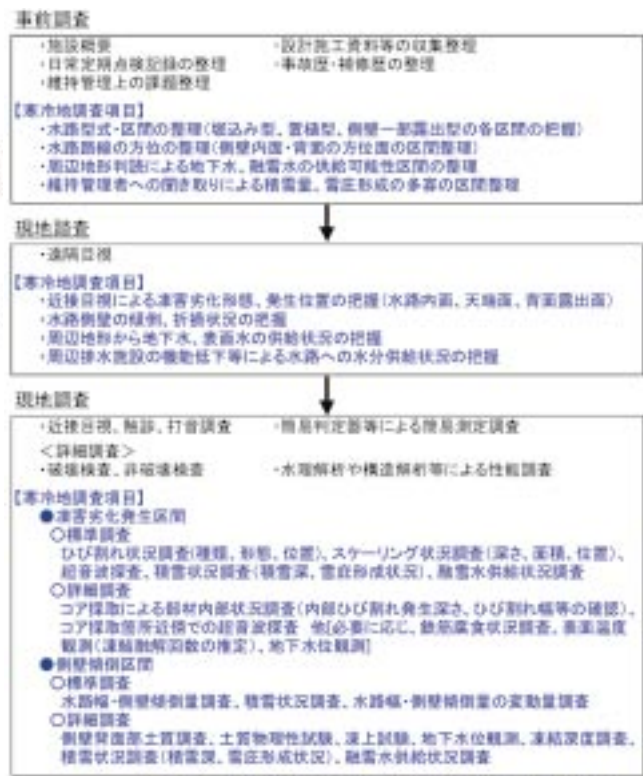 事前調査
・施設概要　・設計施工資料等の収集整理
・日常定期点検記録の整理　・事故歴・補修歴の整理
・維持管理上の課題整理
【寒冷地調査項目】
・水路型式・区間の整理(堀込み型、置積型、側壁一部露出型の各区間の把握)
・水路路線の方位の整理(側壁内面・背面の方位面の区間整理)
・周辺地形判読による地下水、融雪水の供給可能性区間の整理
・維持管理者への聞き取りによる積雪量、雪庇形成の多寡の区間整理
現地踏査
・遠隔目視
【寒冷地調査項目】
・近接目視による凍害劣化形態、発生位置の把握(水路内面、天端面、背面露出面)
・水路側壁の傾倒、折損状況の把握
・周辺地形から地下水、表面水の供給状況の把握
・周辺排水施設の機能低下等による水路への水分供給状況の把握
現地調査
・近接目視、触診、打音調査　・簡易判定器等による簡易測定調査
＜詳細調査＞
・破壊検査、非破壊検査　・水理解析や構造解析等による性能調査
【寒冷地調査項目】
●凍害劣化発生区間
○標準調査
ひび割れ状況調査(種類、形態、位置)、スケーリング状況調査(深さ、面積、位置)、
超音波探査、積雪状況調査(積雪深、雪庇形成状況)、融雪水供給状況調査
○詳細調査
コア採取による部材内部状況調査(内部ひび割れ発生深さ、ひび割れ幅等の確認)、
コア採取箇所近傍での超音波探査　他[必要に応じ、鉄筋腐食状況調査、表面温度
観測(凍結融解回数の推定)、地下水位観測]
●側壁傾倒区間
○標準調査
水路幅・側壁傾倒量調査、積雪状況調査、水路幅・側壁傾倒量の変動量調査
○詳細調査
側壁背面部土質調査、土質物理性試験、凍上試験、地下水位観測、凍結深度調査、
積雪状況調査(積雪深、雪庇形成状況)、融雪水供給状況調査